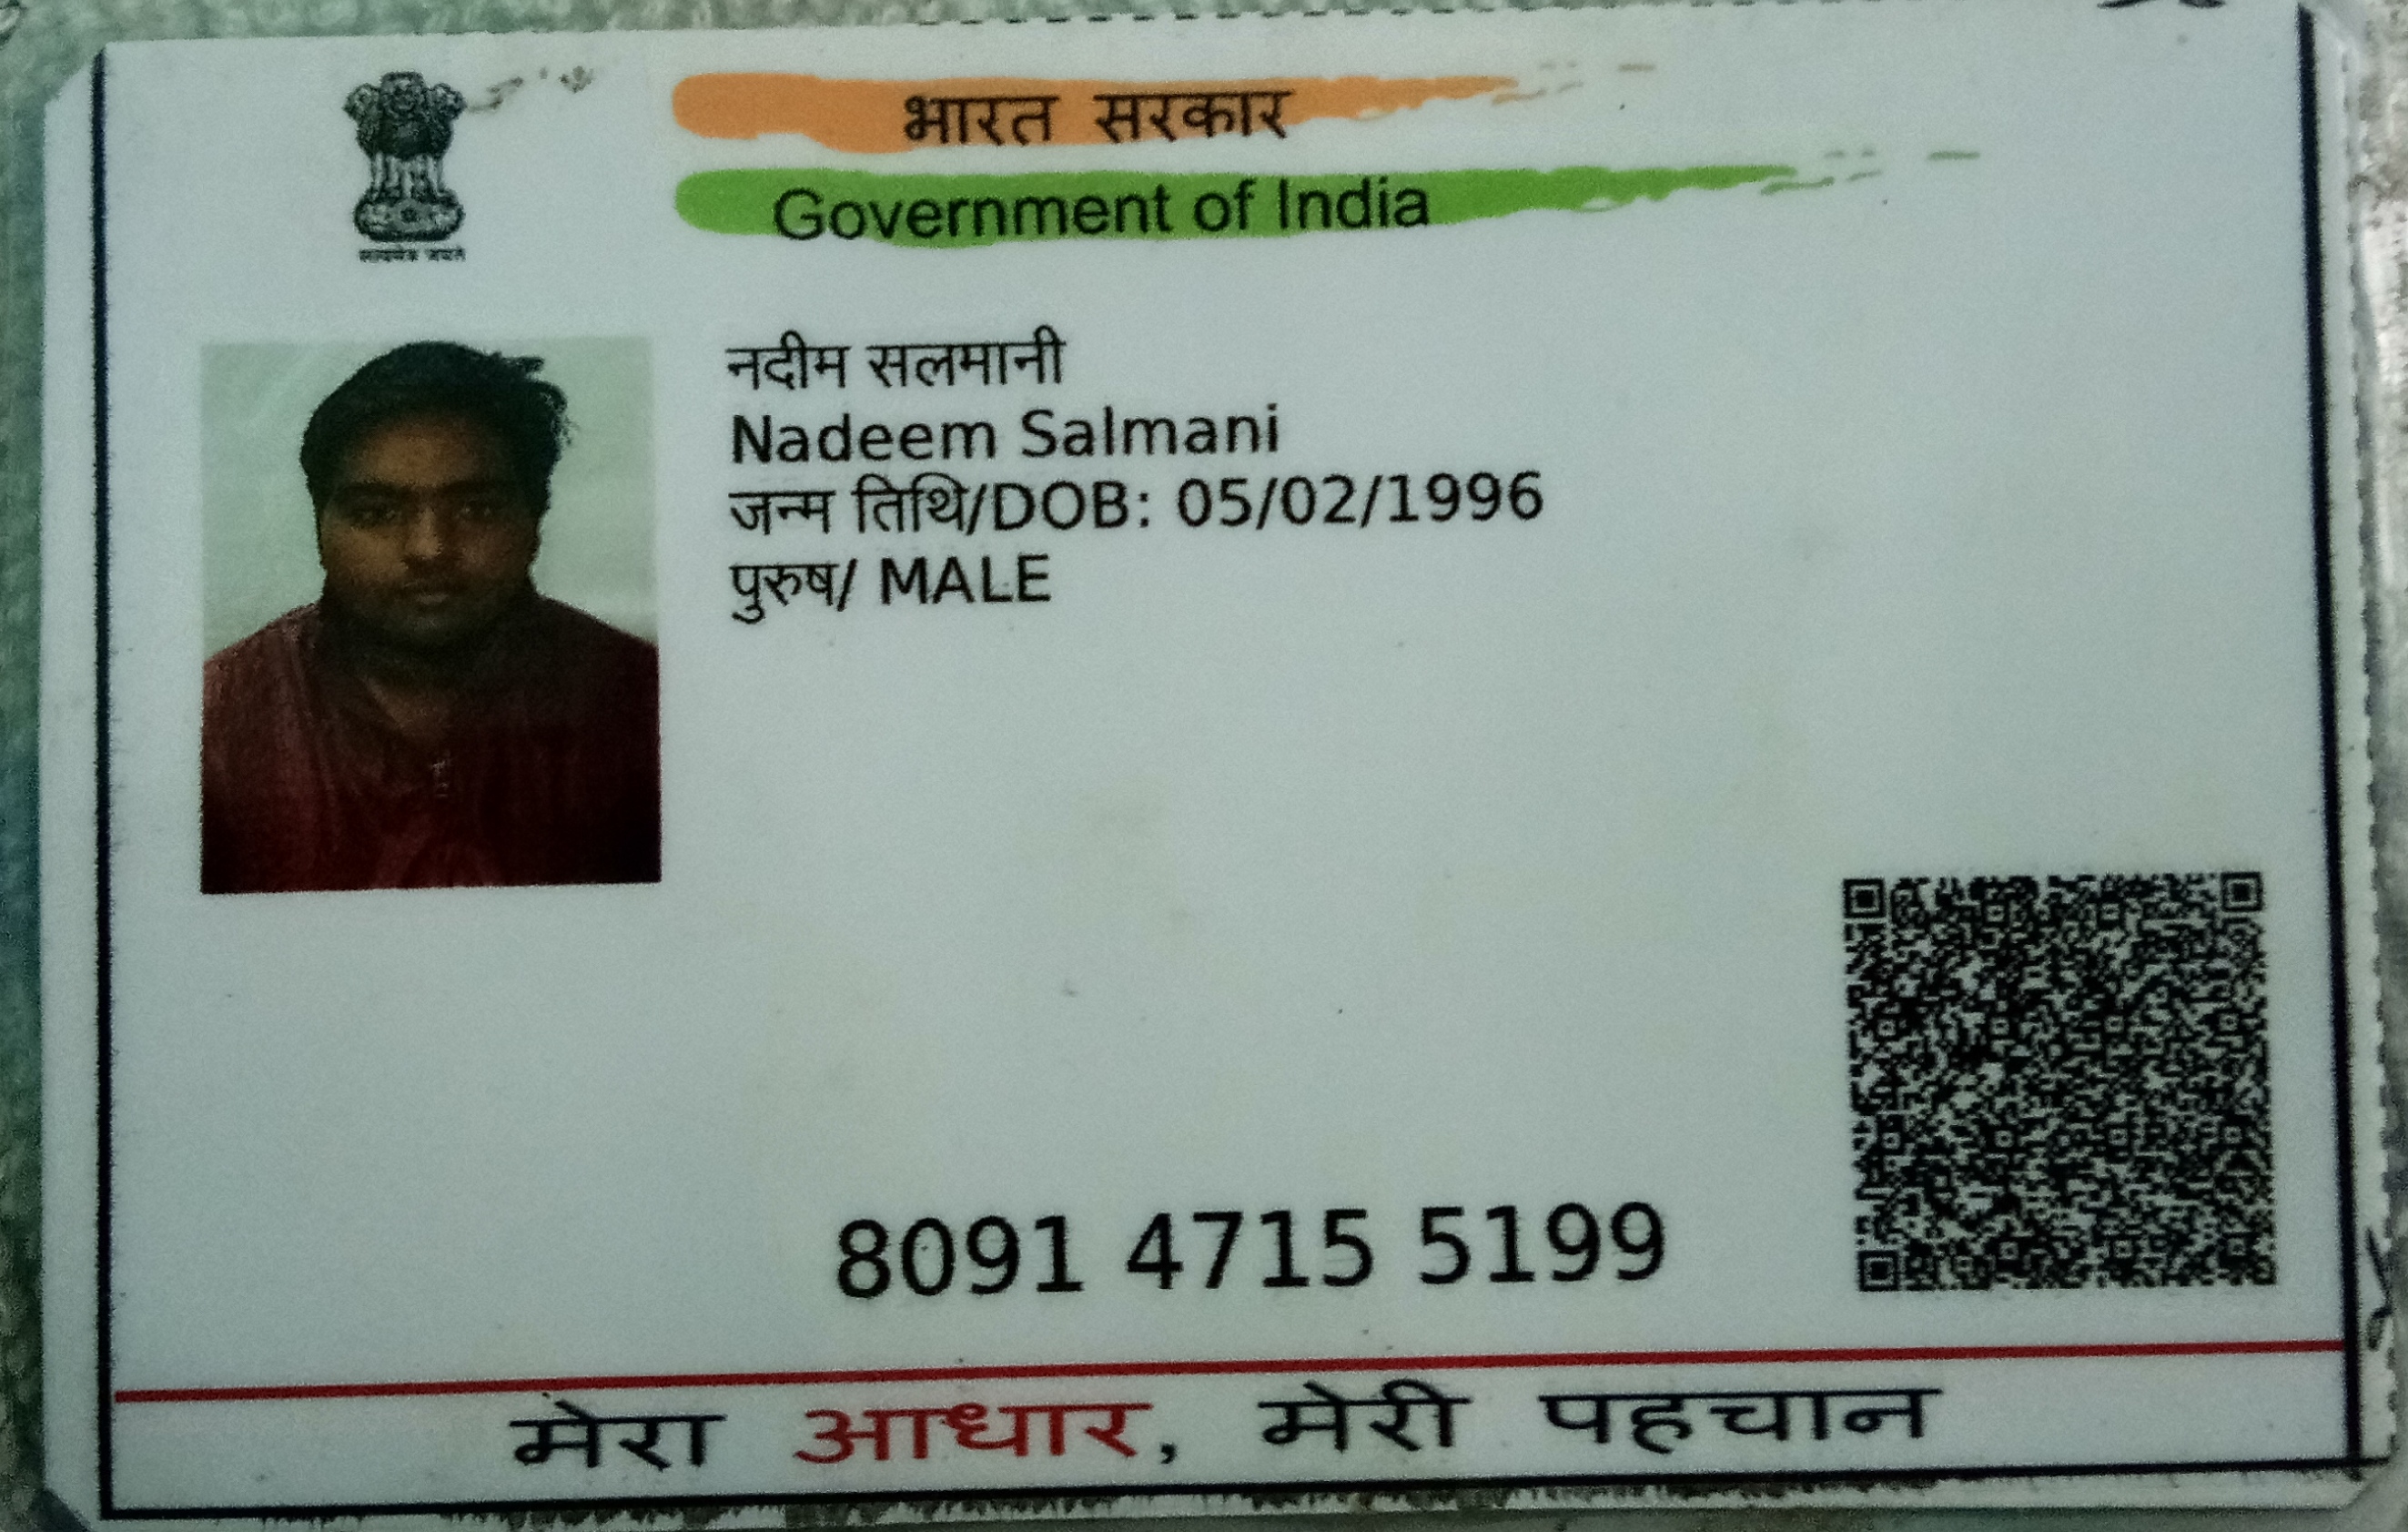 भारत सरकार
Government of India
सत्यमेव जयते
नदीम सलमानी
Nadeem Salmani
जन्म तिथि/DOB: 05/02/1996
पुरुष/ MALE
8091 4715 5199
मेरा आधार, मेरी पहचान